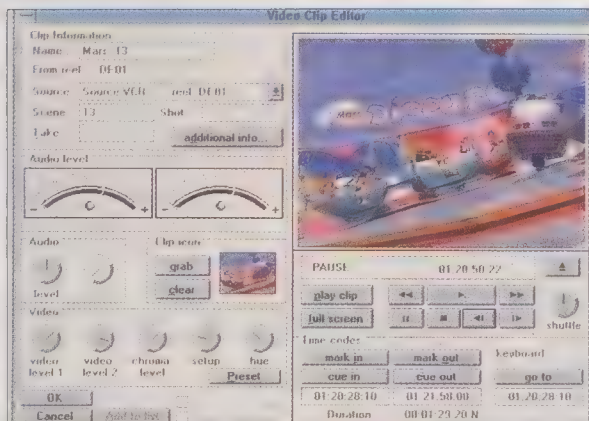 Video Clip Editor
Clip Information
Name Marc 13
From reel DF01
Source Source VCR reel DF01
Scene 13 Shot
Take additional info...
Audio level
- + - +
Audio
level
Clip icon
grab
clear
Video
video level 1
video level 2
chroma level
setup
hue
Preset
OK
Cancel Add to list
PAUSE 01:20:50:22
play clip
full screen
shuttle
Time codes
mark in mark out keyboard
cue in cue out go to
01:20:28:10 01:21:58:00 01:20:28:10
Duration 00:01:29:20 N